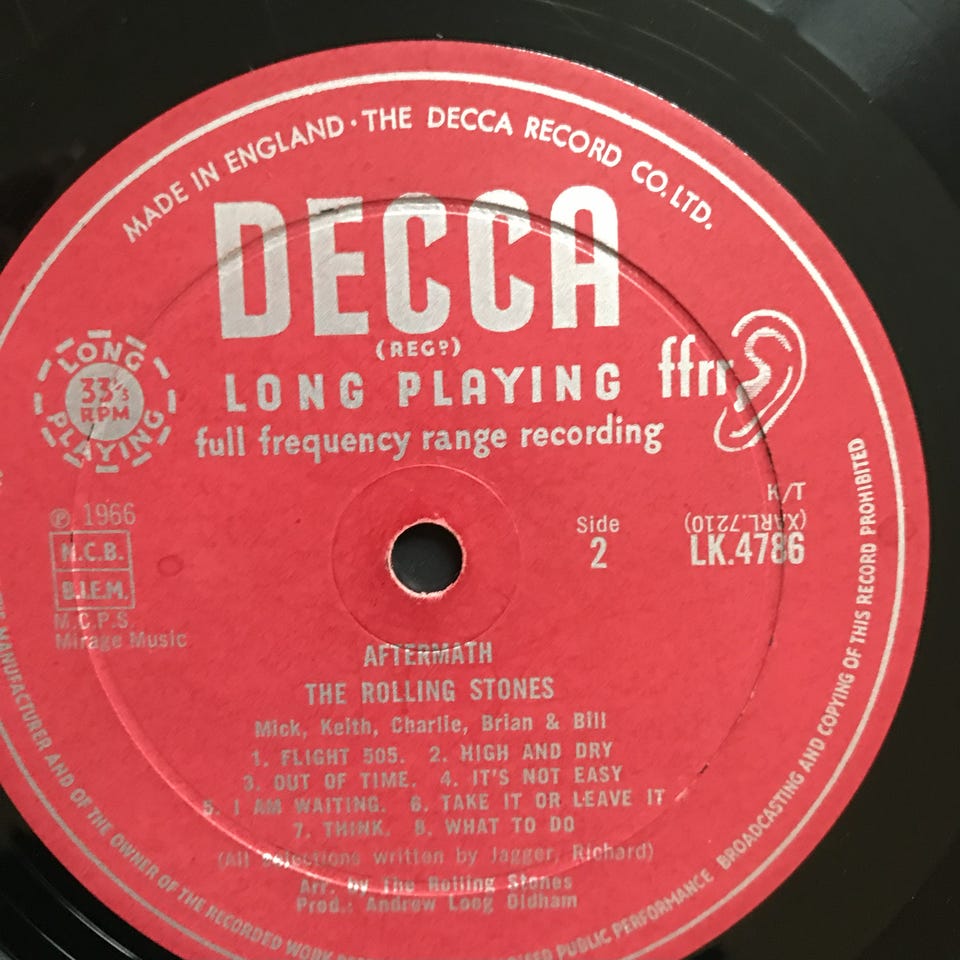 MADE IN ENGLAND · THE DECCA RECORD CO. LTD.
DECCA
(REGᴰ)
LONG PLAYING
full frequency range recording
ffrr
LONG
33⅓
RPM
PLAYING
℗ 1966
N.C.B.
B.I.E.M.
M.C.P.S.
Mirage Music
Side
2
K/T
(XARL.7210)
LK.4786
AFTERMATH
THE ROLLING STONES
Mick, Keith, Charlie, Brian & Bill
1. FLIGHT 505. 2. HIGH AND DRY
3. OUT OF TIME. 4. IT'S NOT EASY
5. I AM WAITING. 6. TAKE IT OR LEAVE IT
7. THINK. 8. WHAT TO DO
(All selections written by Jagger, Richard)
Arr. by The Rolling Stones
Prod.: Andrew Long Oldham
MANUFACTURER AND OF THE OWNER OF THE RECORDED WORK
PUBLIC PERFORMANCE BROADCASTING AND COPYING OF THIS RECORD PROHIBITED